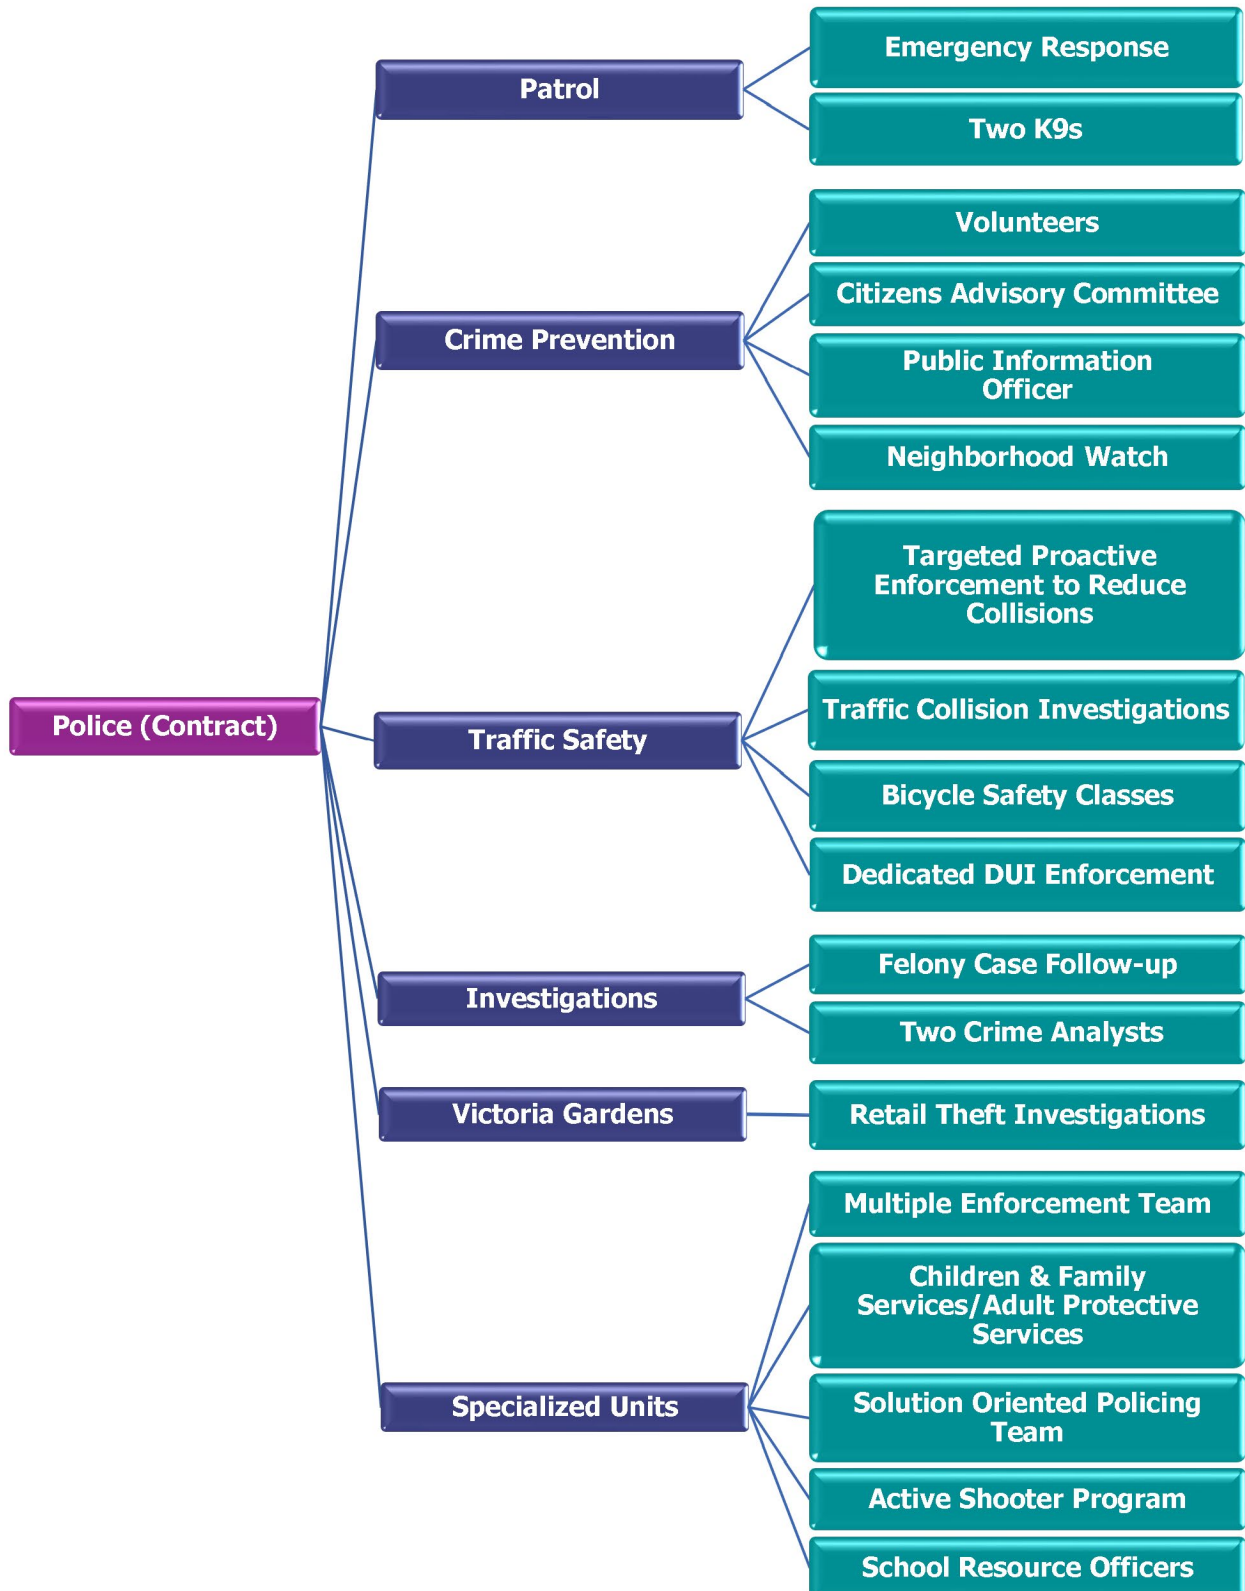 Police (Contract)
Patrol
Emergency Response
Two K9s
Crime Prevention
Volunteers
Citizens Advisory Committee
Public Information
Officer
Neighborhood Watch
Traffic Safety
Targeted Proactive
Enforcement to Reduce
Collisions
Traffic Collision Investigations
Bicycle Safety Classes
Dedicated DUI Enforcement
Investigations
Felony Case Follow-up
Two Crime Analysts
Victoria Gardens
Retail Theft Investigations
Specialized Units
Multiple Enforcement Team
Children & Family
Services/Adult Protective
Services
Solution Oriented Policing
Team
Active Shooter Program
School Resource Officers